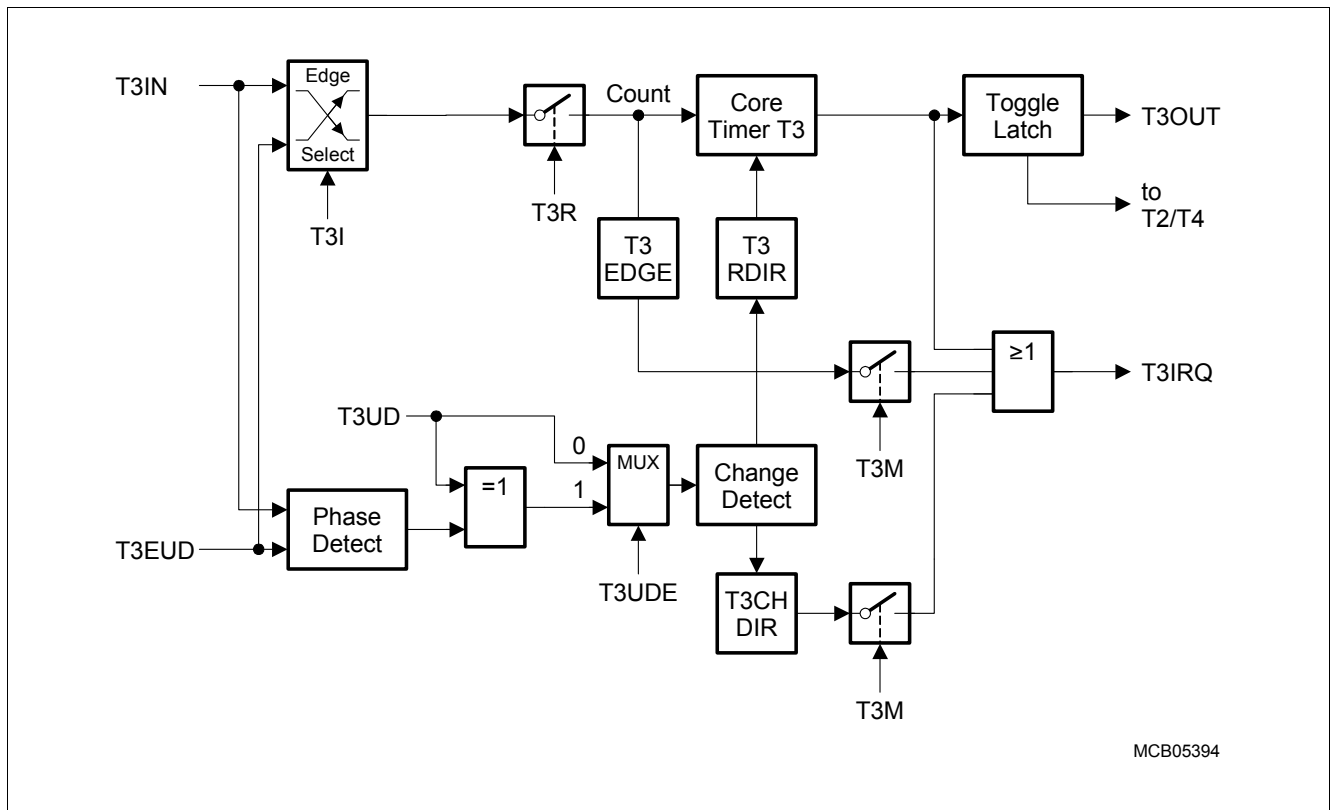 T3IN
Edge
Select
T3I
T3R
Count
Core
Timer T3
Toggle
Latch
T3OUT
to
T2/T4
T3
EDGE
T3
RDIR
≥1
T3IRQ
T3M
T3UD
0
1
MUX
=1
Change
Detect
Phase
Detect
T3EUD
T3UDE
T3CH
DIR
T3M
MCB05394